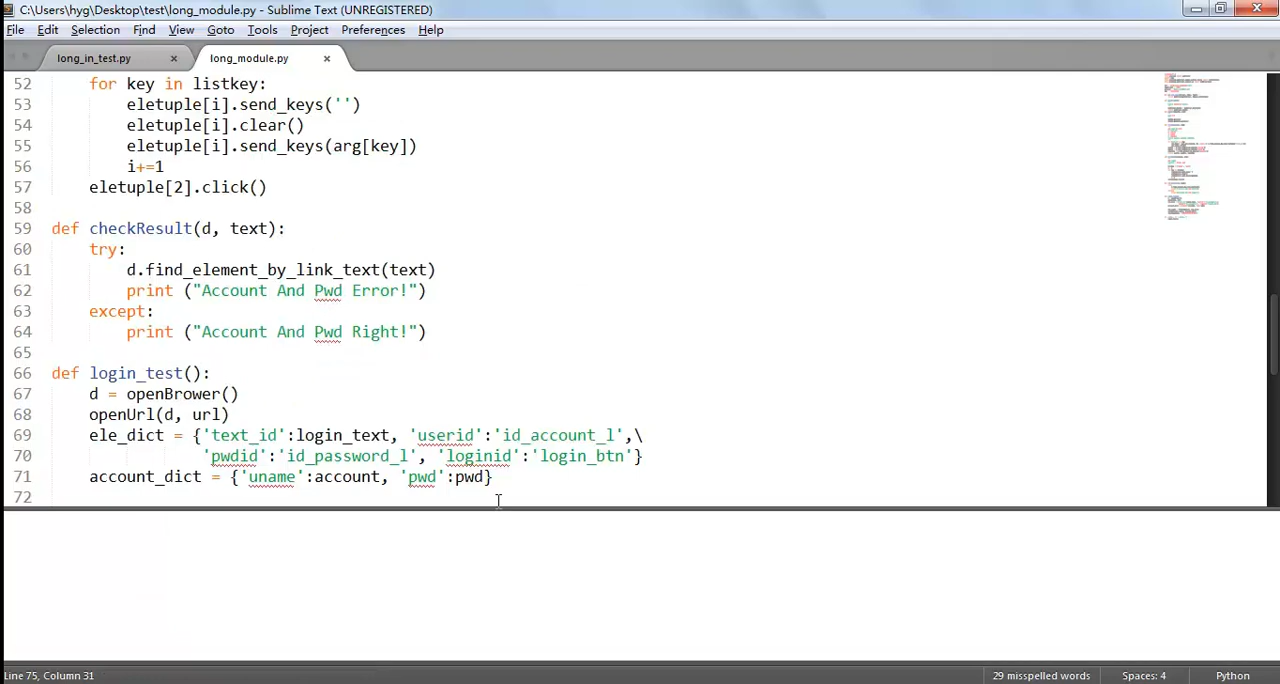 C:\Users\hyg\Desktop\test\long_module.py - Sublime Text (UNREGISTERED)
File Edit Selection Find View Goto Tools Project Preferences Help
long_in_test.py × long_module.py ×
52 for key in listkey:
53 eletuple[i].send_keys('')
54 eletuple[i].clear()
55 eletuple[i].send_keys(arg[key])
56 i+=1
57 eletuple[2].click()
58
59 def checkResult(d, text):
60 try:
61 d.find_element_by_link_text(text)
62 print ("Account And Pwd Error!")
63 except:
64 print ("Account And Pwd Right!")
65
66 def login_test():
67 d = openBrower()
68 openUrl(d, url)
69 ele_dict = {'text_id':login_text, 'userid':'id_account_l',\
70 'pwdid':'id_password_l', 'loginid':'login_btn'}
71 account_dict = {'uname':account, 'pwd':pwd}
72
Line 75, Column 31 29 misspelled words Spaces: 4 Python